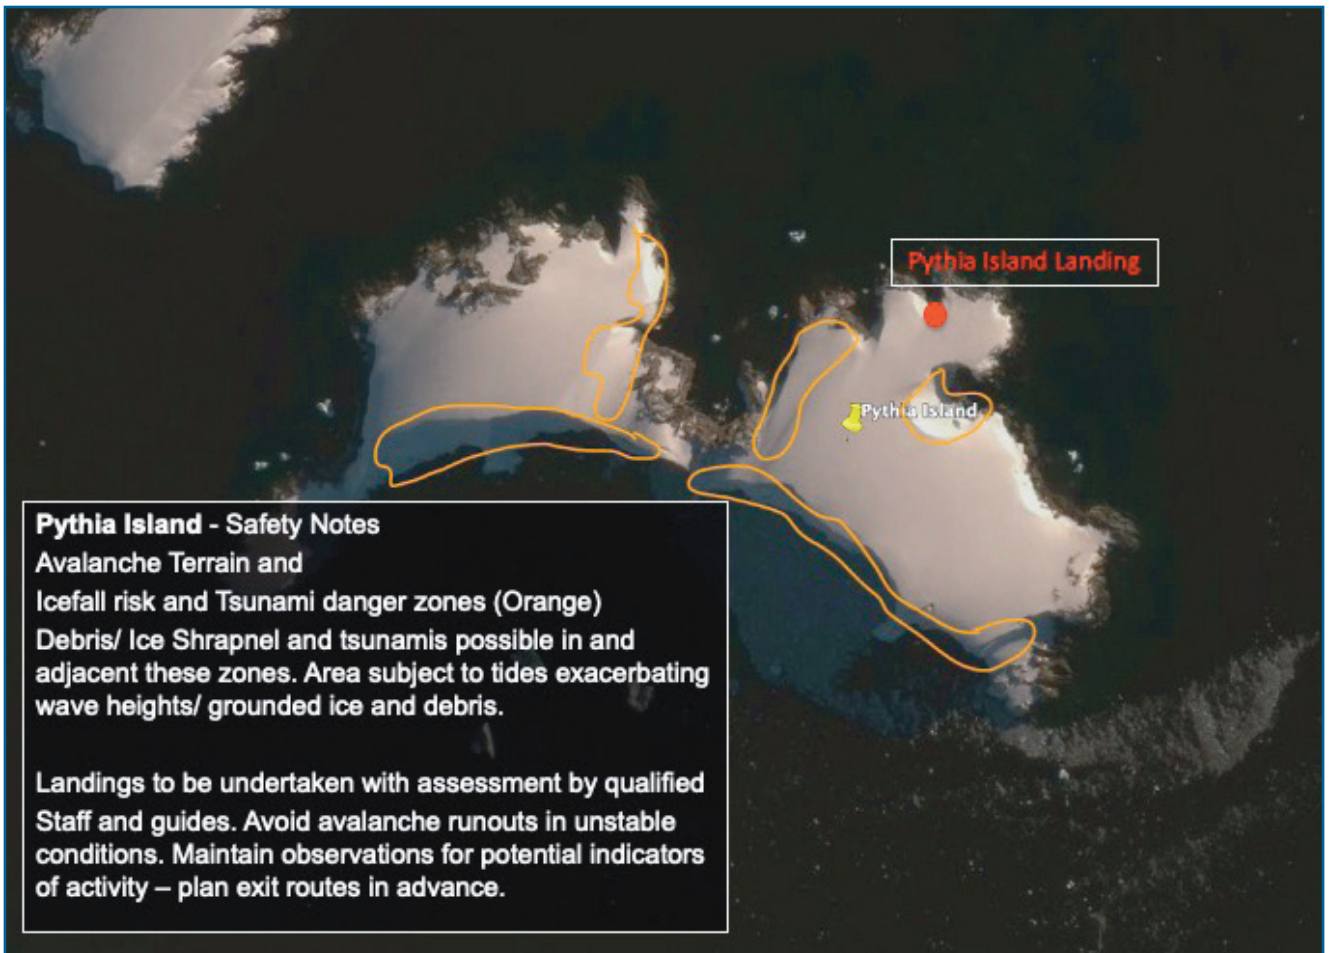 Pythia Island Landing
Pythia Island
Pythia Island - Safety Notes
Avalanche Terrain and
Icefall risk and Tsunami danger zones (Orange)
Debris/ Ice Shrapnel and tsunamis possible in and
adjacent these zones. Area subject to tides exacerbating
wave heights/ grounded ice and debris.
Landings to be undertaken with assessment by qualified
Staff and guides. Avoid avalanche runouts in unstable
conditions. Maintain observations for potential indicators
of activity – plan exit routes in advance.